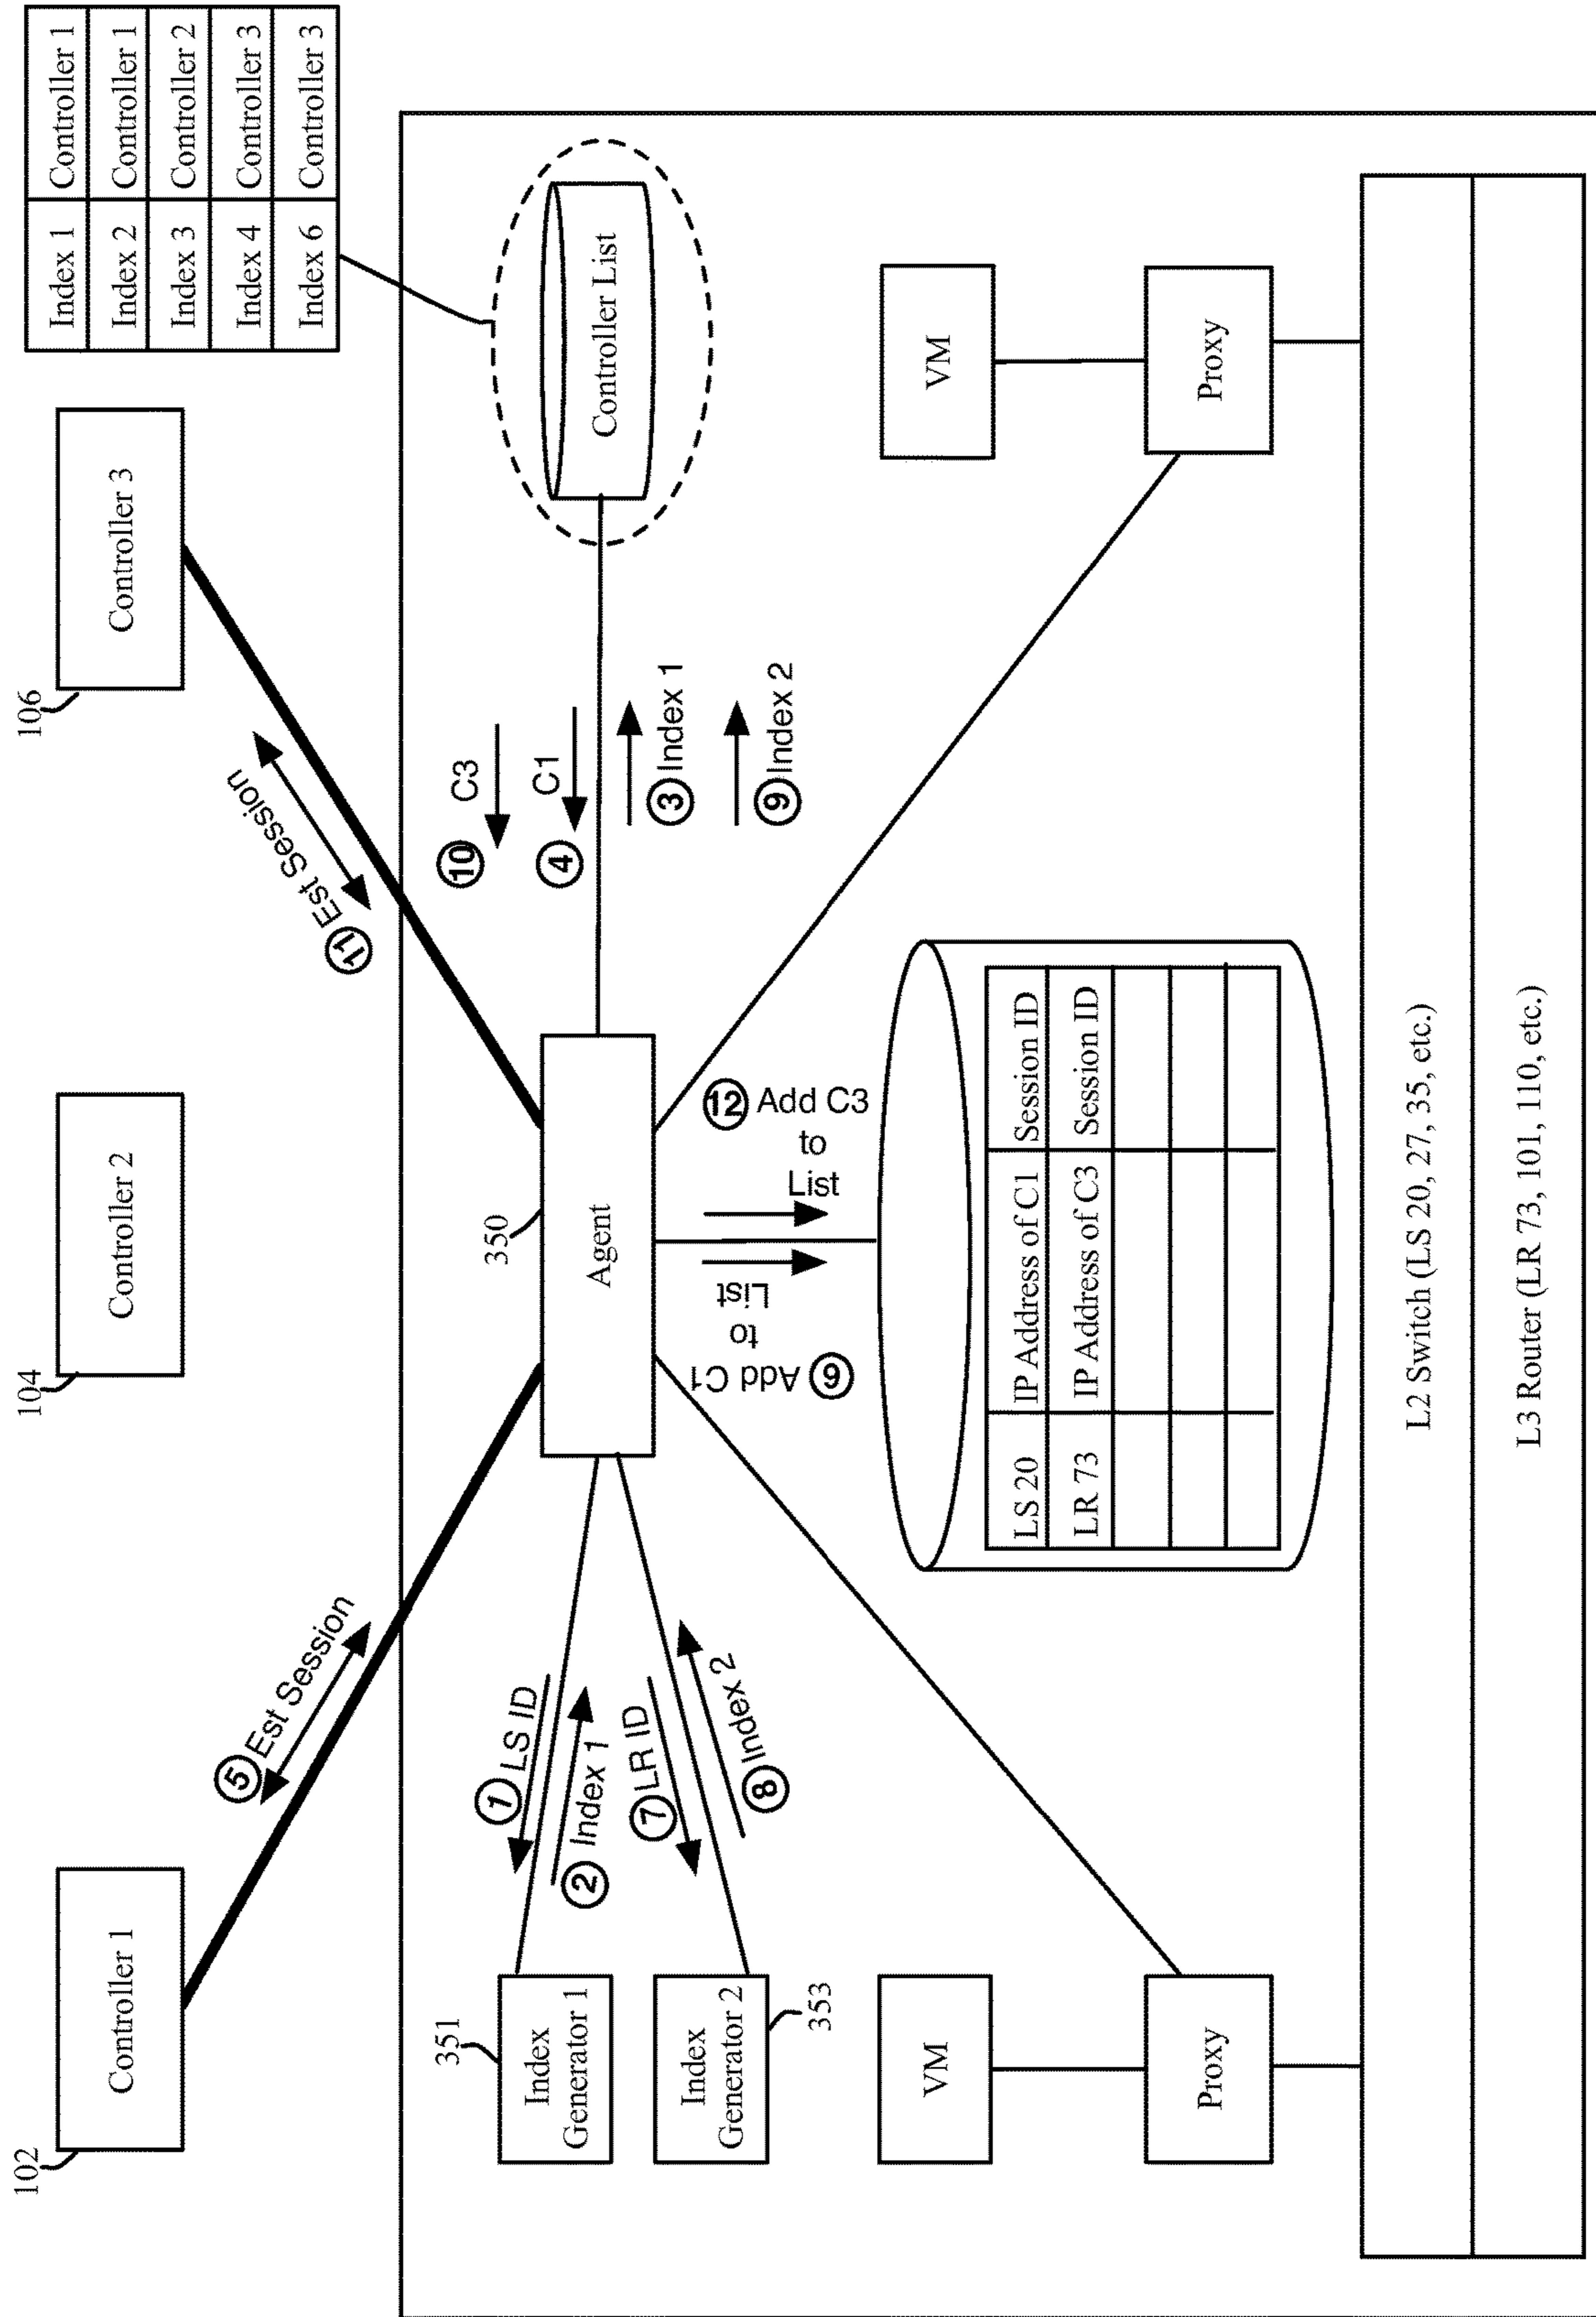 102
Controller 1
104
Controller 2
106
Controller 3
Index 1 Controller 1
Index 2 Controller 1
Index 3 Controller 2
Index 4 Controller 3
Index 6 Controller 3
5 Est Session
11 Est Session
351
Index
Generator 1
Index
Generator 2
353
1 LS ID
2 Index 1
7 LR ID
8 Index 2
350
Agent
10 C3
4 C1
3 Index 1
9 Index 2
Controller List
6 Add C1
to
List
12 Add C3
to
List
LS 20 IP Address of C1 Session ID
LR 73 IP Address of C3 Session ID
VM
Proxy
VM
Proxy
L2 Switch (LS 20, 27, 35, etc.)
L3 Router (LR 73, 101, 110, etc.)